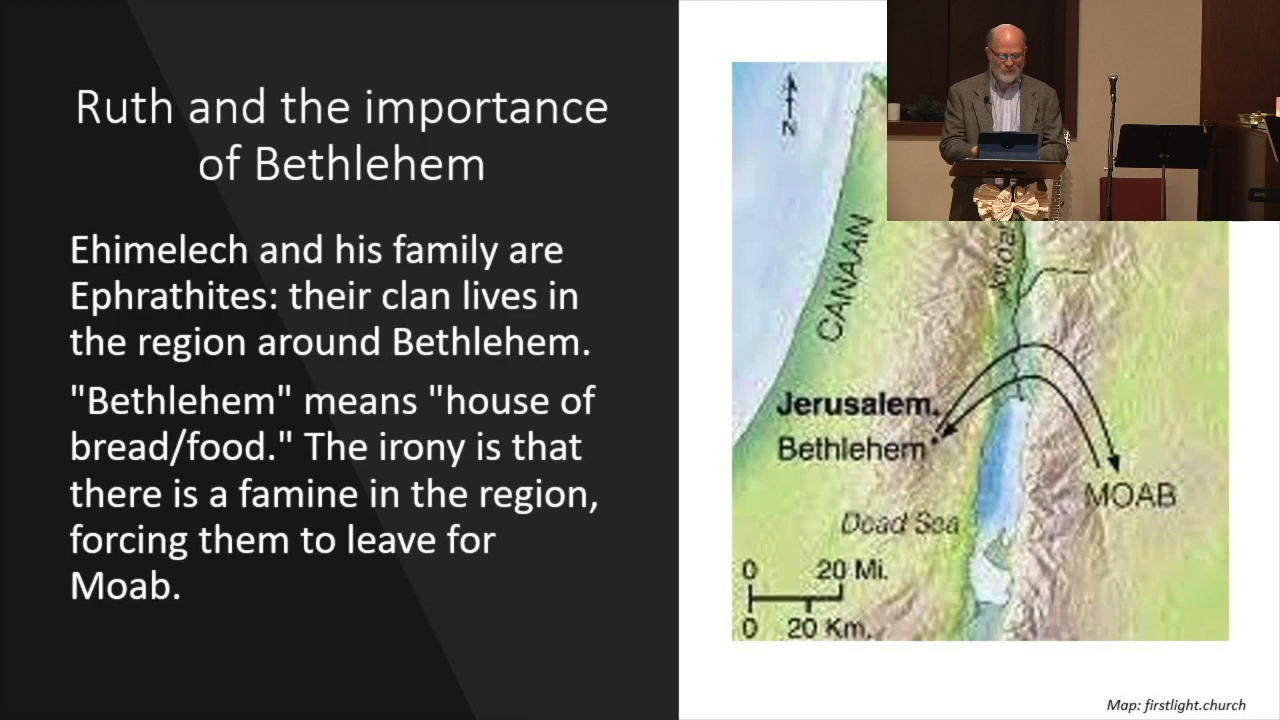 Ruth and the importance
of Bethlehem
Ehimelech and his family are
Ephrathites: their clan lives in
the region around Bethlehem.
"Bethlehem" means "house of
bread/food." The irony is that
there is a famine in the region,
forcing them to leave for
Moab.
N
CANAAN
Jerusalem
Bethlehem
MOAB
Dead Sea
0 20 Mi.
0 20 Km.
Map: firstlight.church